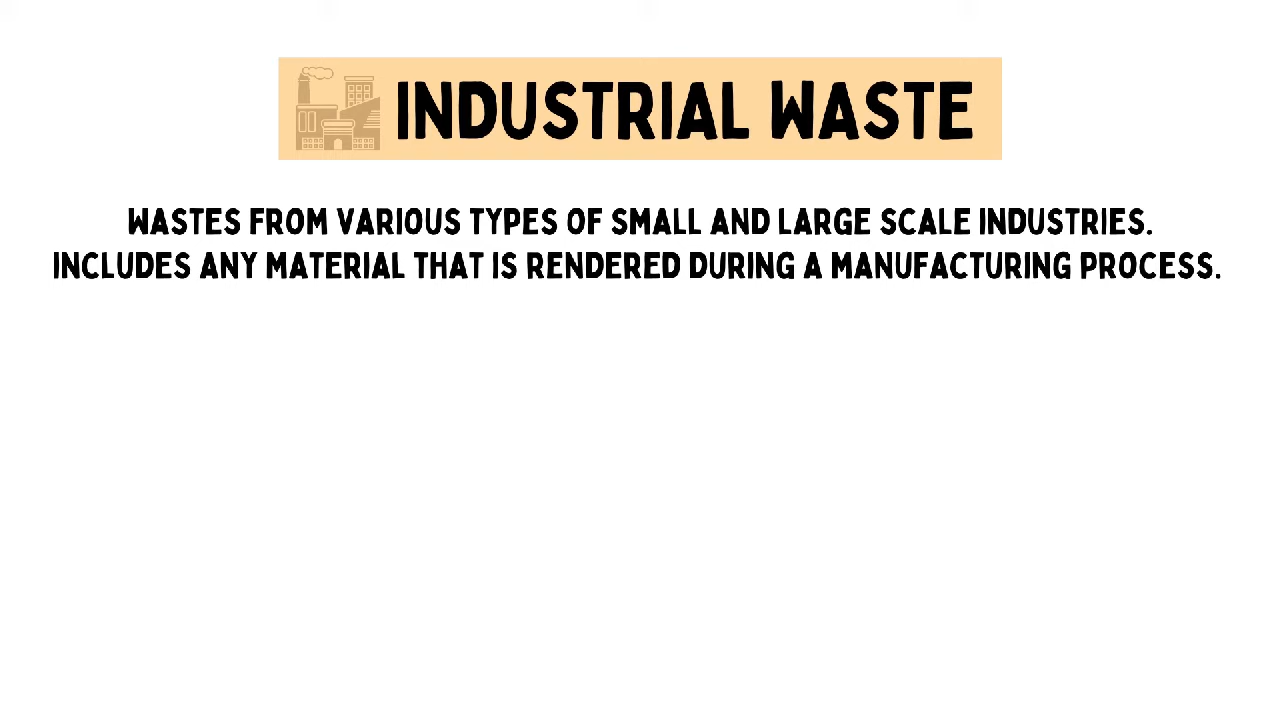 INDUSTRIAL WASTE
WASTES FROM VARIOUS TYPES OF SMALL AND LARGE SCALE INDUSTRIES.
INCLUDES ANY MATERIAL THAT IS RENDERED DURING A MANUFACTURING PROCESS.